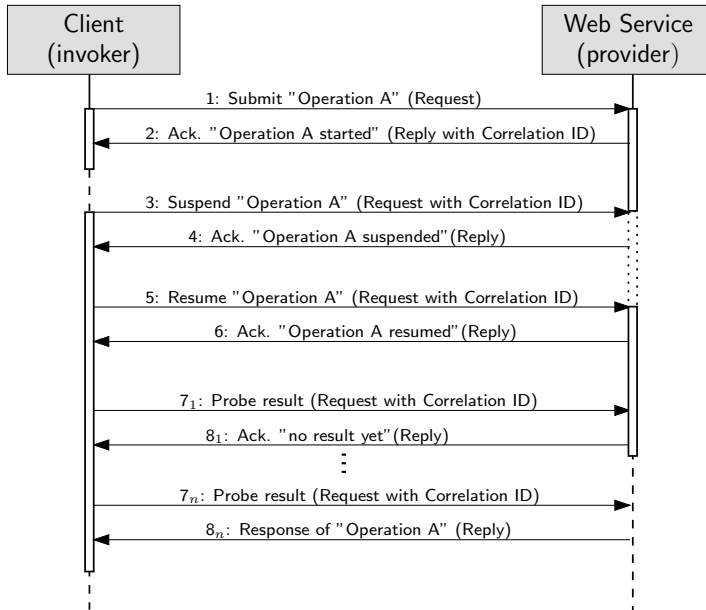 Client
(invoker)
Web Service
(provider)
1: Submit "Operation A" (Request)
2: Ack. "Operation A started" (Reply with Correlation ID)
3: Suspend "Operation A" (Request with Correlation ID)
4: Ack. "Operation A suspended"(Reply)
5: Resume "Operation A" (Request with Correlation ID)
6: Ack. "Operation A resumed"(Reply)
7₁: Probe result (Request with Correlation ID)
8₁: Ack. "no result yet"(Reply)
7ₙ: Probe result (Request with Correlation ID)
8ₙ: Response of "Operation A" (Reply)